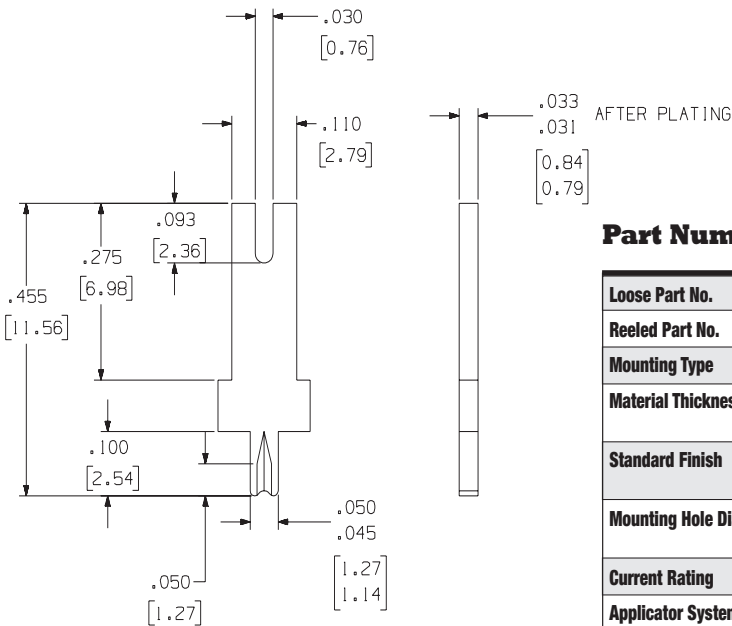 .030
[0.76]
.110
[2.79]
.033
.031
AFTER PLATING
[0.84
0.79]
.093
[2.36]
.275
[6.98]
.455
[11.56]
.100
[2.54]
.050
.045
[1.27
1.14]
.050
[1.27]
Part Num
Loose Part No.
Reeled Part No.
Mounting Type
Material Thicknes
Standard Finish
Mounting Hole Di
Current Rating
Applicator System